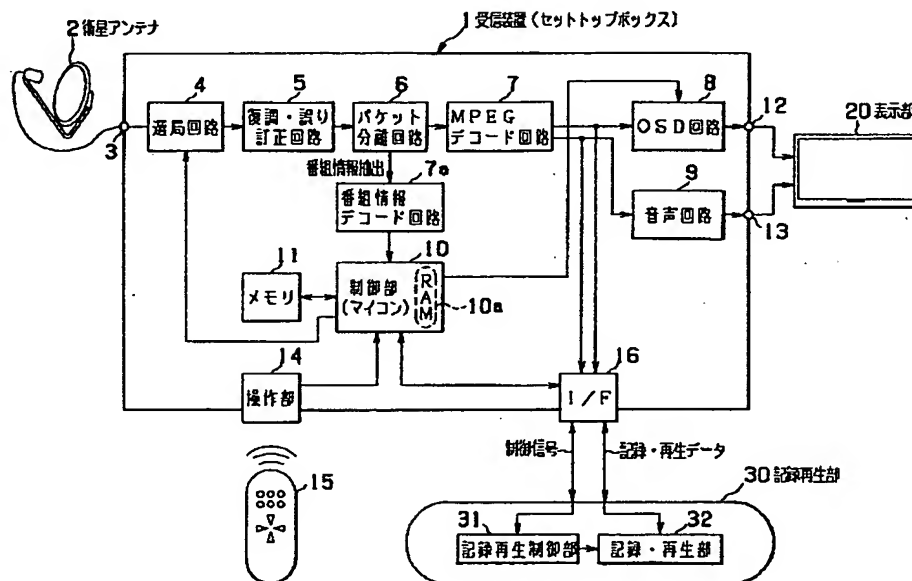 1 受信装置(セットトップボックス)
2 衛星アンテナ
3
4
選局回路
5
復調・誤り
訂正回路
6
パケット
分離回路
7
MPEG
デコード回路
8
OSD回路
12
20 表示部
番組情報抽出
7a
番組情報
デコード回路
9
音声回路
13
10
制御部
(マイコン)
RAM
10a
11
メモリ
14
操作部
16
I/F
15
制御信号
記録・再生データ
30 記録再生部
31
記録再生制御部
32
記録・再生部